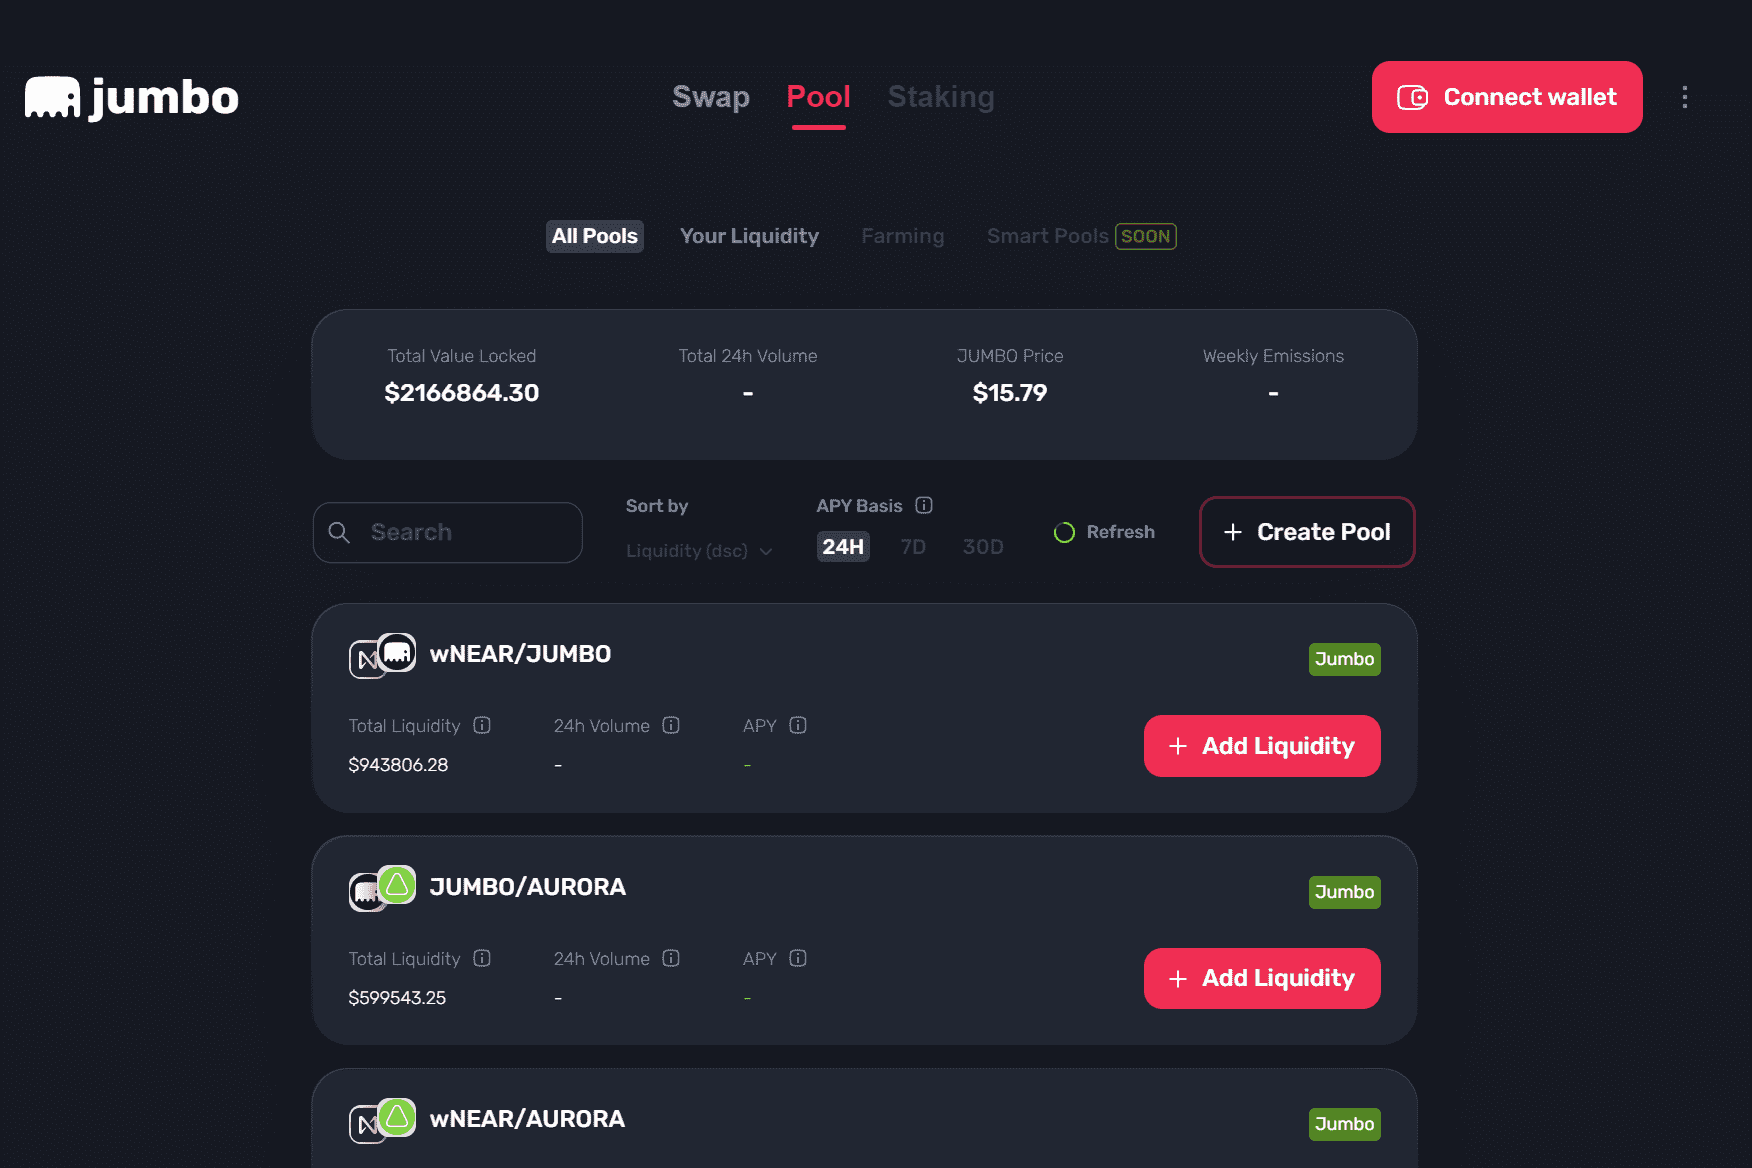 jumbo
Swap Pool Staking
Connect wallet
All Pools Your Liquidity Farming Smart Pools SOON
Total Value Locked Total 24h Volume JUMBO Price Weekly Emissions
$2166864.30 - $15.79 -
Sort by APY Basis
Search Refresh + Create Pool
Liquidity (dsc) 24H 7D 30D
wNEAR/JUMBO Jumbo
Total Liquidity 24h Volume APY
+ Add Liquidity
$943806.28 - -
JUMBO/AURORA Jumbo
Total Liquidity 24h Volume APY
+ Add Liquidity
$599543.25 - -
wNEAR/AURORA Jumbo